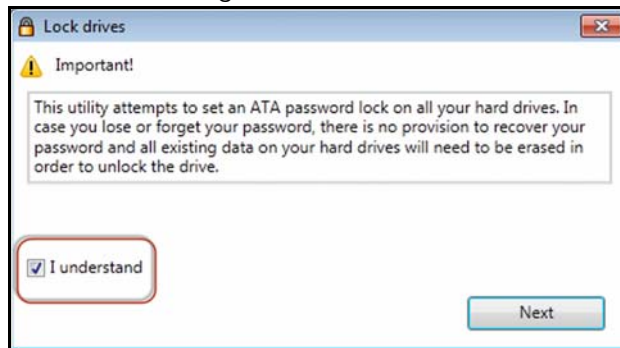 Lock drives
Important!
This utility attempts to set an ATA password lock on all your hard drives. In
case you lose or forget your password, there is no provision to recover your
password and all existing data on your hard drives will need to be erased in
order to unlock the drive.
I understand
Next